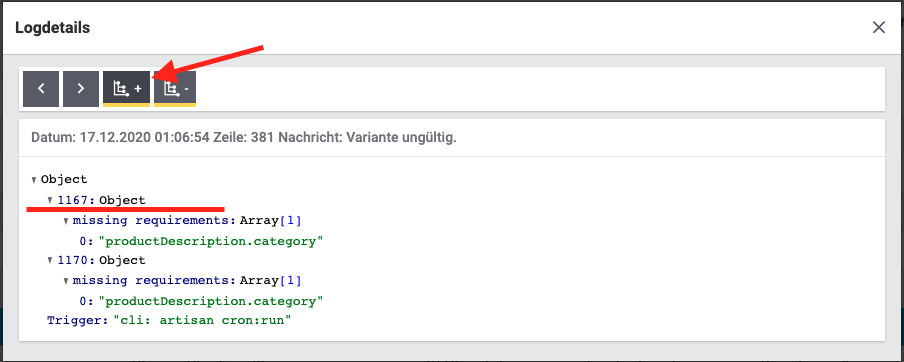 Logdetails
+ -
Datum: 17.12.2020 01:06:54 Zeile: 381 Nachricht: Variante ungültig.
Object
1167: Object
missing requirements: Array[1]
0: "productDescription.category"
1170: Object
missing requirements: Array[1]
0: "productDescription.category"
Trigger: "cli: artisan cron:run"